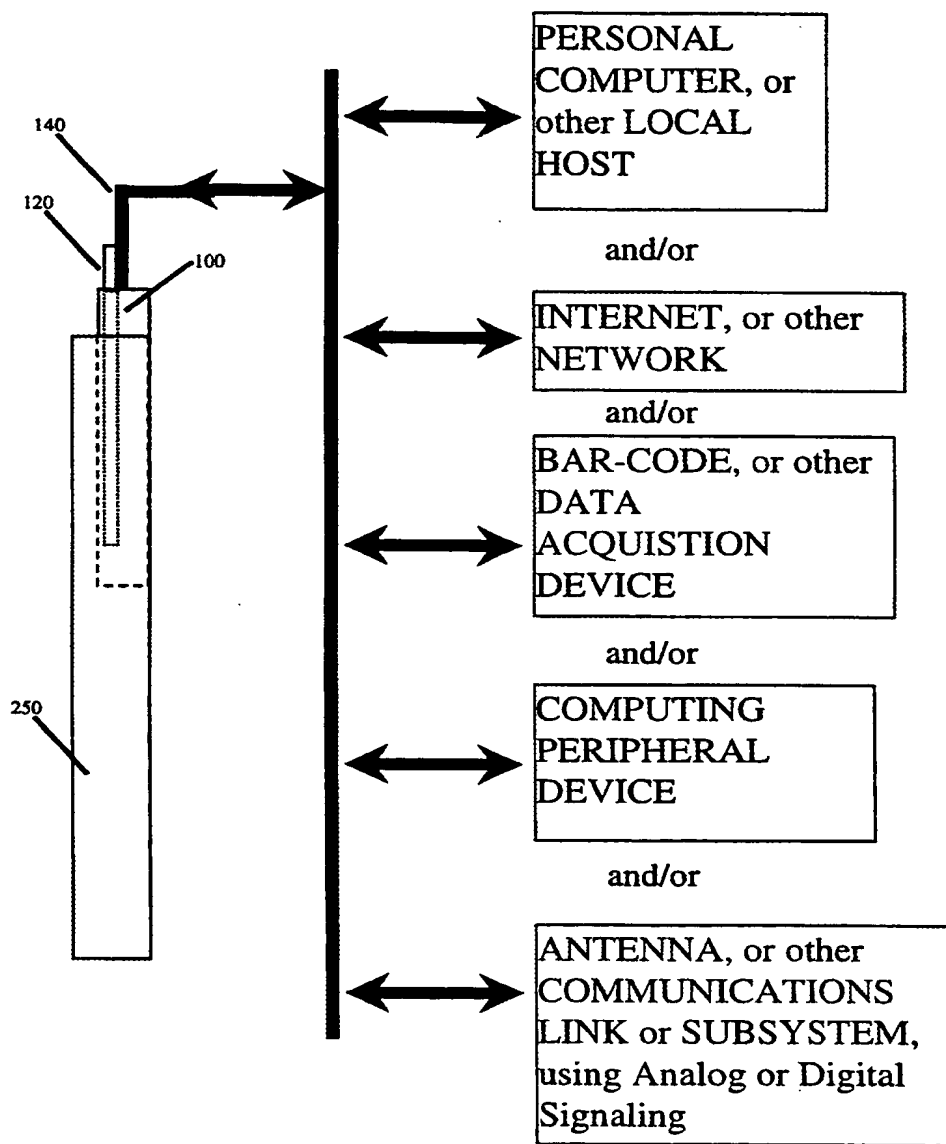 PERSONAL
COMPUTER, or
other LOCAL
HOST
140
120
100
and/or
INTERNET, or other
NETWORK
and/or
BAR-CODE, or other
DATA
ACQUISTION
DEVICE
and/or
250
COMPUTING
PERIPHERAL
DEVICE
and/or
ANTENNA, or other
COMMUNICATIONS
LINK or SUBSYSTEM,
using Analog or Digital
Signaling